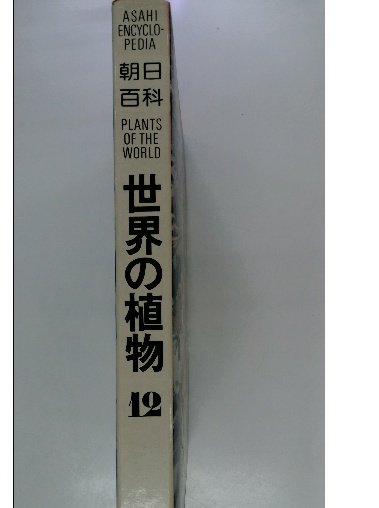 ASAHI
ENCYCLO-
PEDIA
朝日
百科
PLANTS
OF THE
WORLD
世界の植物
12